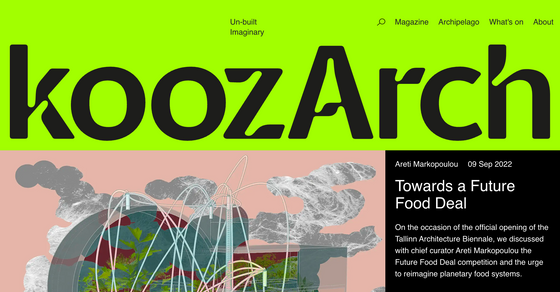 Un-built
Imaginary
Magazine Archipelago What's on About
koozArch
Areti Markopoulou 09 Sep 2022
Towards a Future
Food Deal
On the occasion of the official opening of the
Tallinn Architecture Biennale, we discussed
with chief curator Areti Markopoulou the
Future Food Deal competition and the urge
to reimagine planetary food systems.